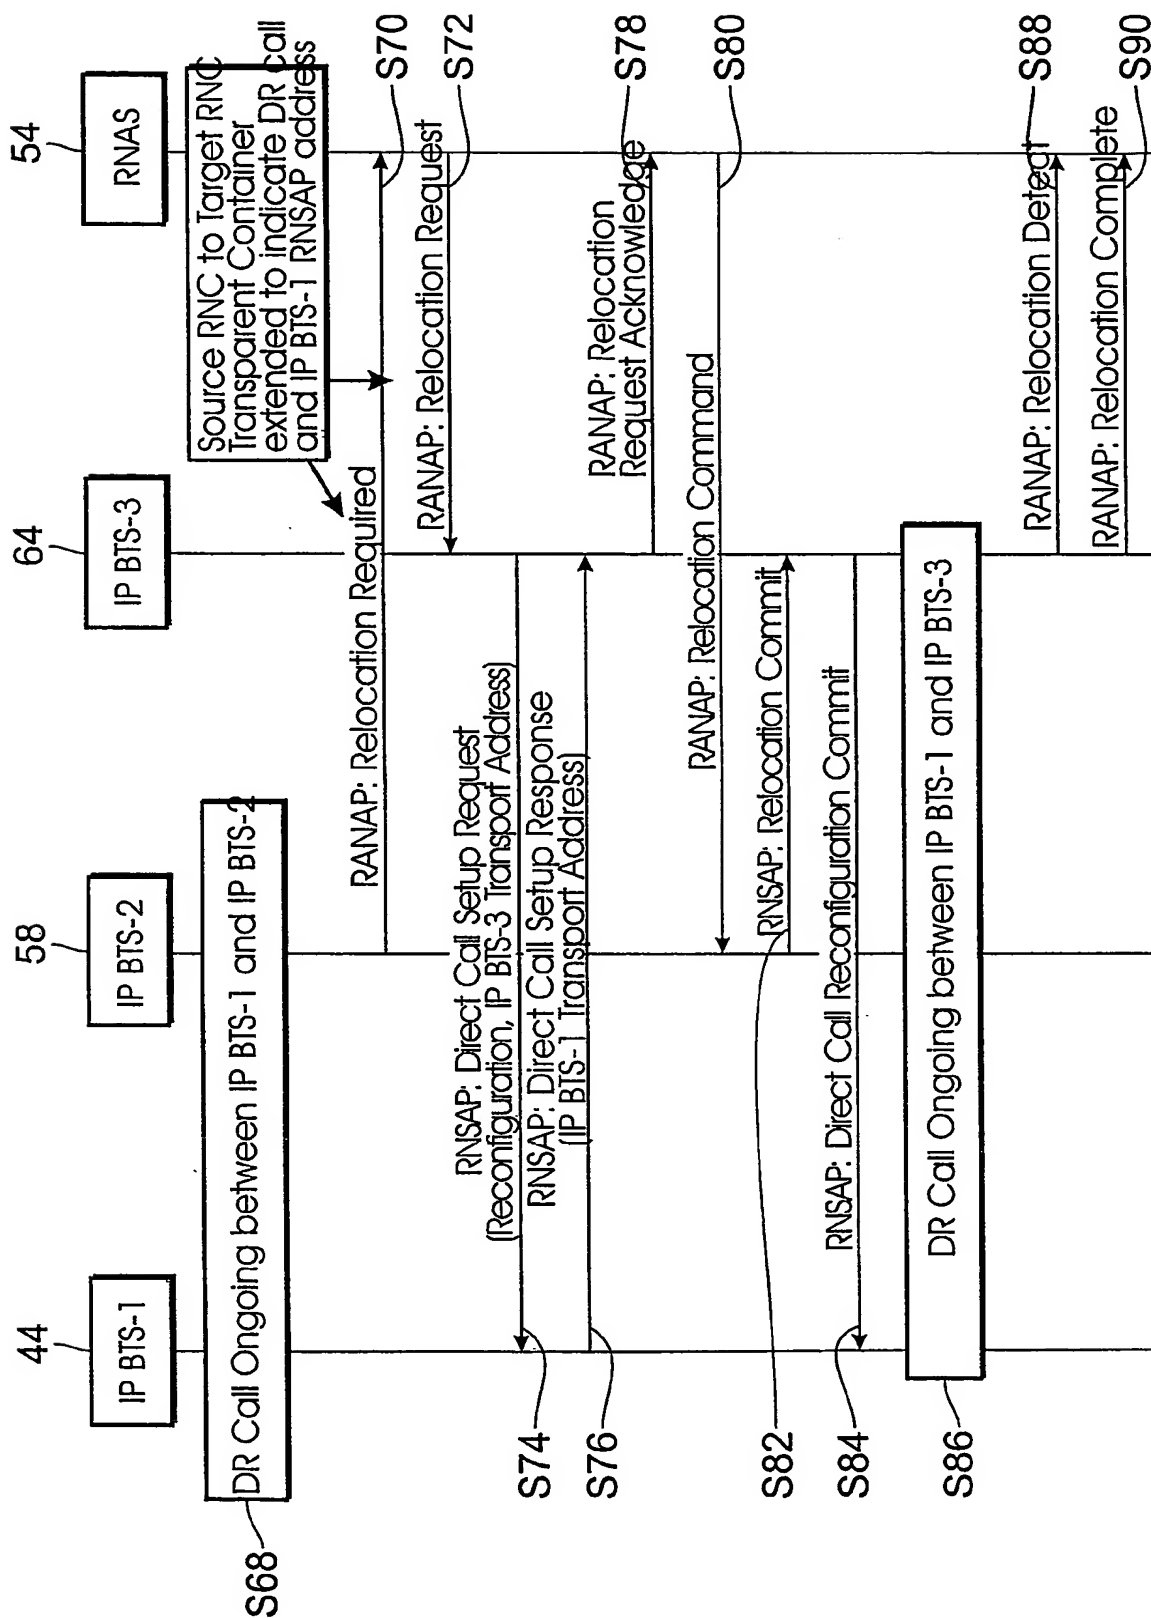 44
IP BTS-1
58
IP BTS-2
64
IP BTS-3
54
RNAS
S68
DR Call Ongoing between IP BTS-1 and IP BTS-2
Source RNC to Target RNC
Transparent Container
extended to indicate DR call
and IP BTS-1 RNSAP address
RANAP: Relocation Required
S70
RANAP: Relocation Request
S72
RNSAP: Direct Call Setup Request
(Reconfiguration, IP BTS-3 Transport Address)
S74
RNSAP: Direct Call Setup Response
(IP BTS-1 Transport Address)
S76
RANAP: Relocation
Request Acknowledge
S78
RANAP: Relocation Command
S80
RNSAP: Relocation Commit
S82
RNSAP: Direct Call Reconfiguration Commit
S84
DR Call Ongoing between IP BTS-1 and IP BTS-3
S86
RANAP: Relocation Detect
S88
RANAP: Relocation Complete
S90